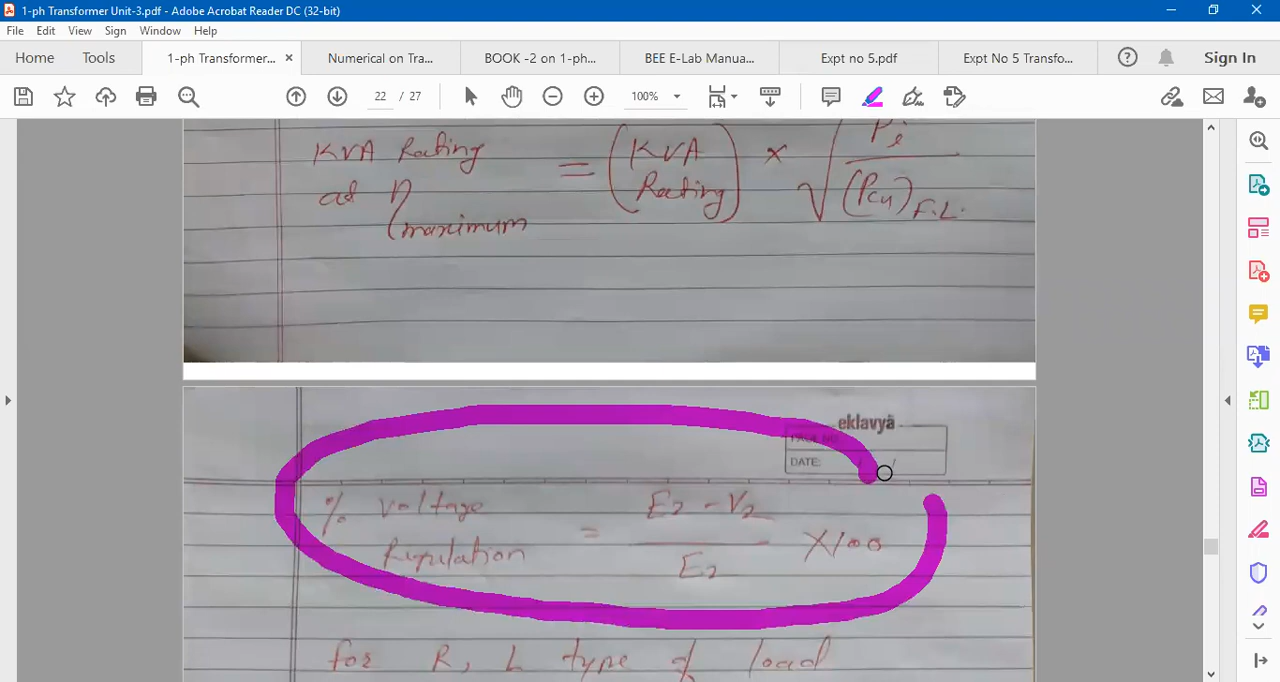 1-ph Transformer Unit-3.pdf - Adobe Acrobat Reader DC (32-bit)
File Edit View Sign Window Help
Home Tools 1-ph Transformer... × Numerical on Tra... BOOK -2 on 1-ph... BEE E-Lab Manua... Expt no 5.pdf Expt No 5 Transfo... Sign In
22 / 27 100%
KVA Rating at η maximum = (KVA Rating) × √ Pi / (Pcu) F.L.
eklavyā
PAGE NO.
DATE: / /
% voltage Regulation = E2 - V2 / E2 × 100
for R, L type of load